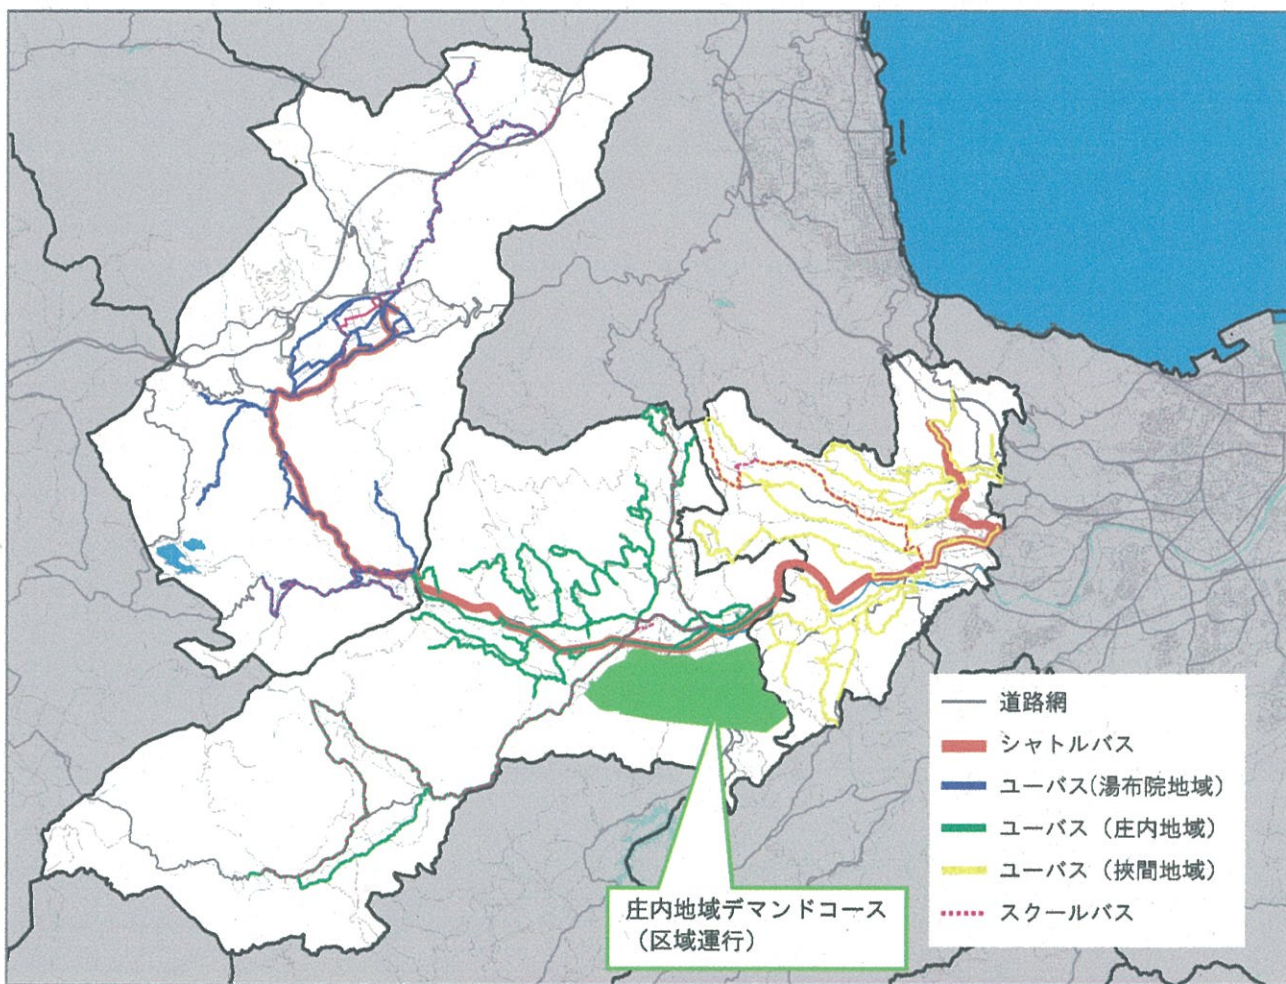 道路網
シャトルバス
ユーバス(湯布院地域)
ユーバス（庄内地域）
ユーバス（挾間地域）
スクールバス
庄内地域デマンドコース
（区域運行）